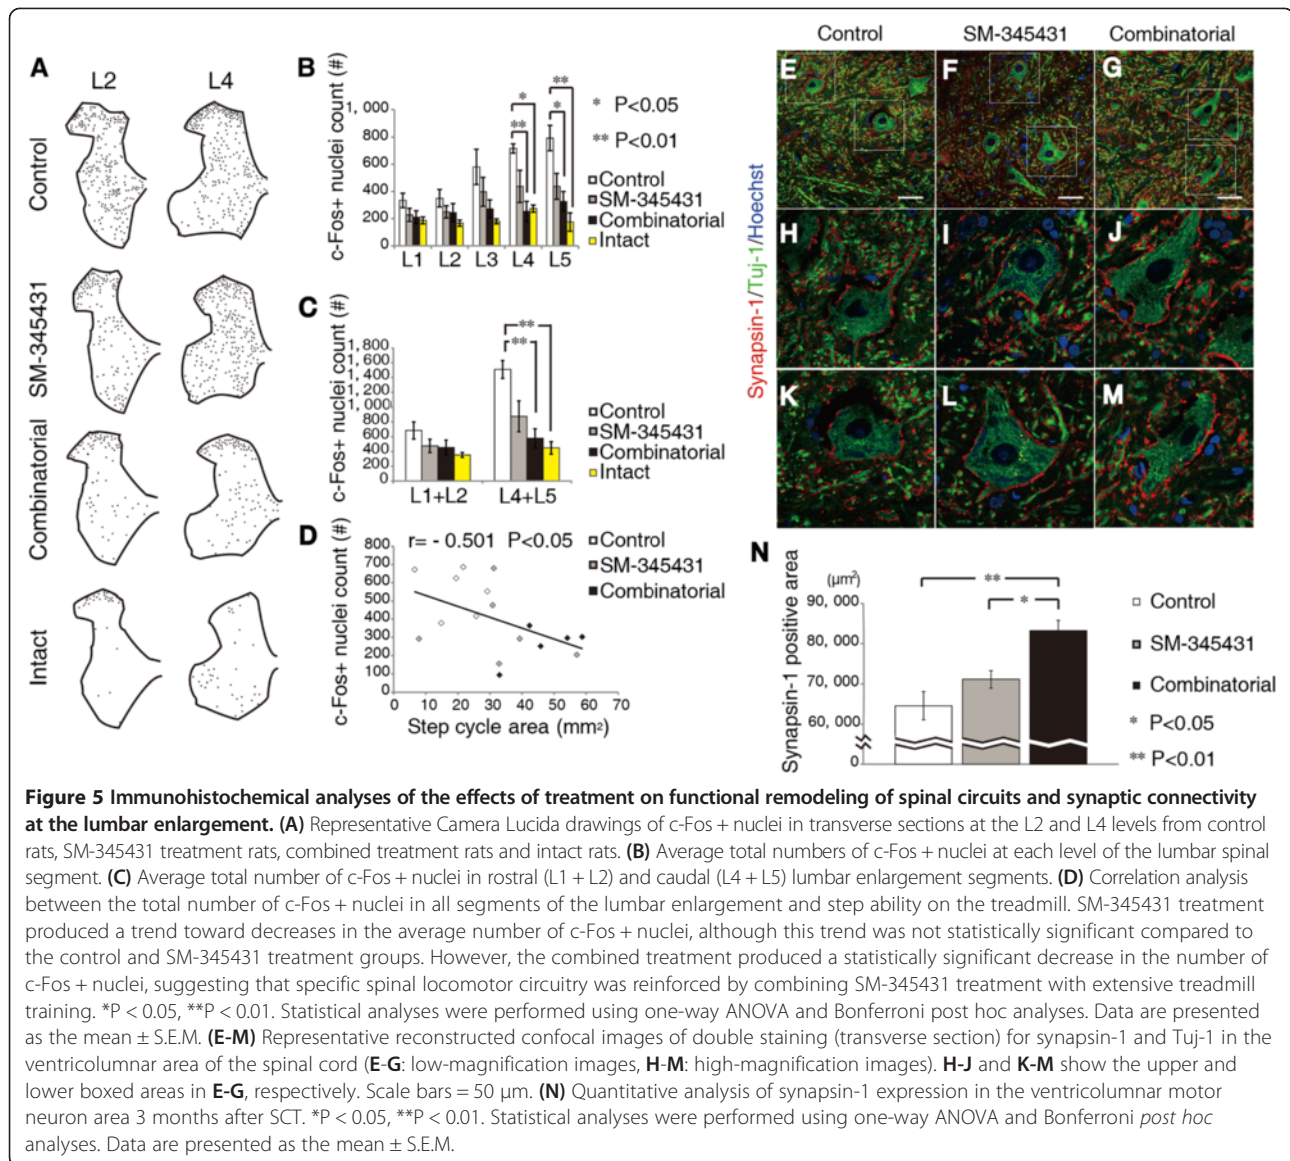 A
L2
L4
Control
SM-345431
Combinatorial
Intact
B
c-Fos+ nuclei count (#)
1, 000
800
600
400
200
0
L1 L2 L3 L4 L5
* **
** *
* P<0.05
** P<0.01
Control
SM-345431
Combinatorial
Intact
C
c-Fos+ nuclei count (#)
1, 800
1, 600
1, 400
1, 200
1, 000
800
600
400
200
0
L1+L2 L4+L5
**
**
Control
SM-345431
Combinatorial
Intact
D
c-Fos+ nuclei count (#)
800
700
600
500
400
300
200
100
0
r= - 0.501 P<0.05
0 10 20 30 40 50 60 70
Step cycle area (mm2)
Control
SM-345431
Combinatorial
Control SM-345431 Combinatorial
Synapsin-1/Tuj-1/Hoechst
E F G
H I J
K L M
N
Synapsin-1 positive area
(μm2)
90, 000
80, 000
70, 000
60, 000
0
**
*
Control
SM-345431
Combinatorial
* P<0.05
** P<0.01
Figure 5 Immunohistochemical analyses of the effects of treatment on functional remodeling of spinal circuits and synaptic connectivity
at the lumbar enlargement. (A) Representative Camera Lucida drawings of c-Fos + nuclei in transverse sections at the L2 and L4 levels from control
rats, SM-345431 treatment rats, combined treatment rats and intact rats. (B) Average total numbers of c-Fos + nuclei at each level of the lumbar spinal
segment. (C) Average total number of c-Fos + nuclei in rostral (L1 + L2) and caudal (L4 + L5) lumbar enlargement segments. (D) Correlation analysis
between the total number of c-Fos + nuclei in all segments of the lumbar enlargement and step ability on the treadmill. SM-345431 treatment
produced a trend toward decreases in the average number of c-Fos + nuclei, although this trend was not statistically significant compared to
the control and SM-345431 treatment groups. However, the combined treatment produced a statistically significant decrease in the number of
c-Fos + nuclei, suggesting that specific spinal locomotor circuitry was reinforced by combining SM-345431 treatment with extensive treadmill
training. *P < 0.05, **P < 0.01. Statistical analyses were performed using one-way ANOVA and Bonferroni post hoc analyses. Data are presented
as the mean ± S.E.M. (E-M) Representative reconstructed confocal images of double staining (transverse section) for synapsin-1 and Tuj-1 in the
ventricolumnar area of the spinal cord (E-G: low-magnification images, H-M: high-magnification images). H-J and K-M show the upper and
lower boxed areas in E-G, respectively. Scale bars = 50 μm. (N) Quantitative analysis of synapsin-1 expression in the ventricolumnar motor
neuron area 3 months after SCT. *P < 0.05, **P < 0.01. Statistical analyses were performed using one-way ANOVA and Bonferroni post hoc
analyses. Data are presented as the mean ± S.E.M.